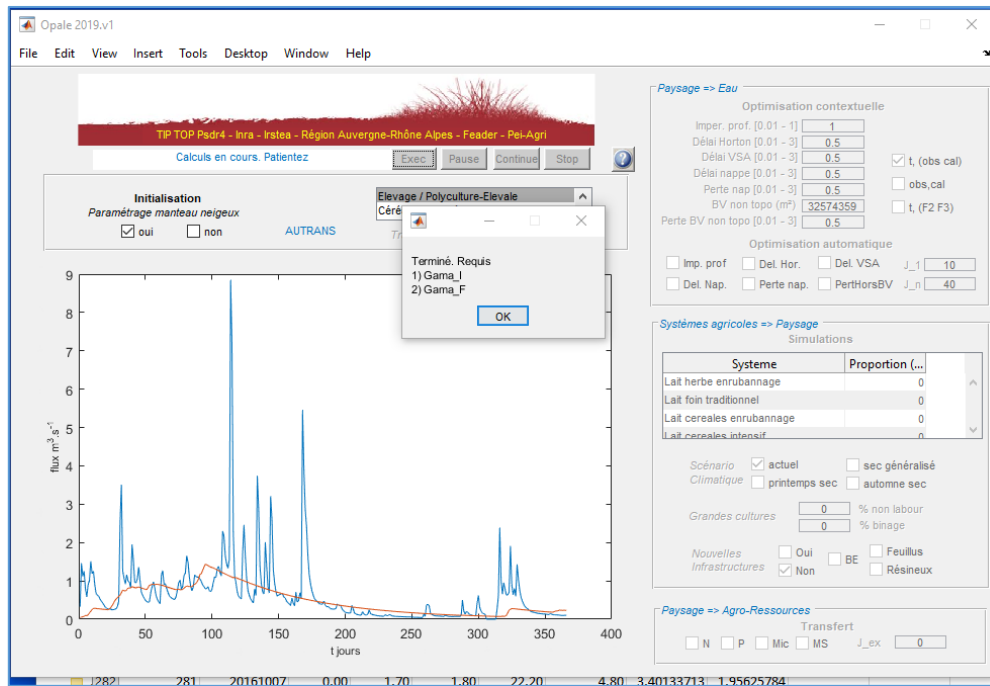 Opale 2019.v1
File Edit View Insert Tools Desktop Window Help
TIP TOP Psdr4 - Inra - Irstea - Région Auvergne-Rhône Alpes - Feader - Pei-Agri
Calculs en cours. Patientez
Exec Pause Continue Stop
Initialisation
Paramétrage manteau neigeux
oui non AUTRANS
Elevage / Polyculture-Elevale
Terminé. Requis
1) Gama_I
2) Gama_F
OK
9
8
7
6
5
4
3
2
1
0
flux m³.s⁻¹
0 50 100 150 200 250 300 350 400
t jours
Paysage => Eau
Optimisation contextuelle
Imper. prof. [0.01 - 1] 1
Délai Horton [0.01 - 3] 0.5
Délai VSA [0.01 - 3] 0.5
Délai nappe [0.01 - 3] 0.5
Perte nap [0.01 - 3] 0.5
BV non topo (m²) 32574359
Perte BV non topo [0.01 - 3] 0.5
t, (obs cal)
obs,cal
t, (F2 F3)
Optimisation automatique
Imp. prof Del. Hor. Del. VSA J_1 10
Del. Nap. Perte nap. PertHorsBV J_n 40
Systèmes agricoles => Paysage
Simulations
Systeme Proportion (...
Lait herbe enrubannage 0
Lait foin traditionnel 0
Lait cereales enrubannage 0
Lait cereales intensif 0
Scénario Climatique
actuel sec généralisé
printemps sec automne sec
Grandes cultures
0 % non labour
0 % binage
Nouvelles Infrastructures
Oui BE Feuillus
Non Résineux
Paysage => Agro-Ressources
Transfert
N P Mic MS J_ex 0
282 281 20161007 0.00 1.70 1.80 22.20 4.80 3.40133713 1.95625784